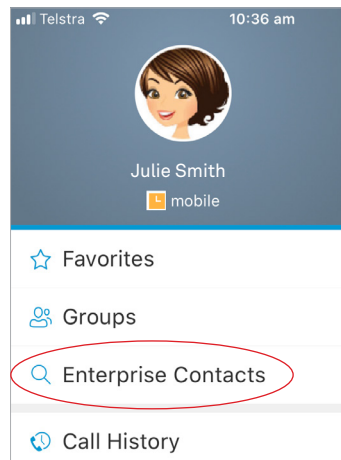 Telstra 10:36 am
Julie Smith
mobile
Favorites
Groups
Enterprise Contacts
Call History